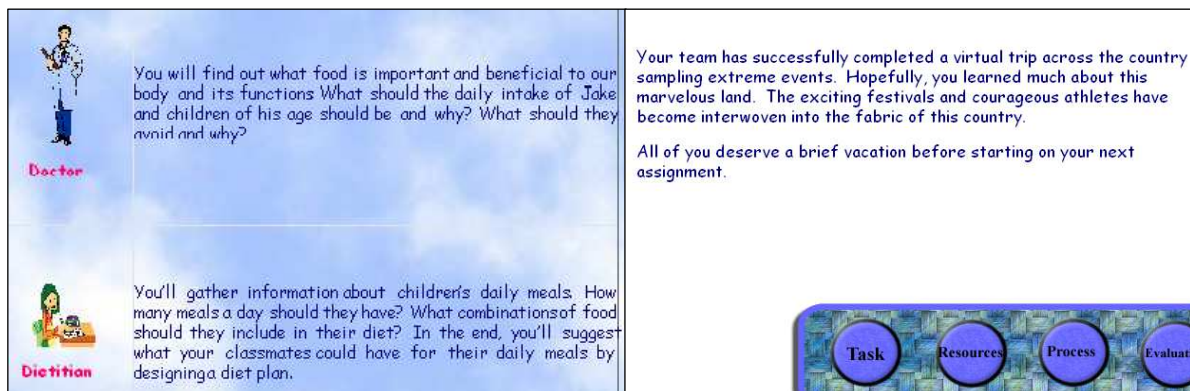 You will find out what food is important and beneficial to our
body and its functions What should the daily intake of Jake
and children of his age should be and why? What should they
avoid and why?
Doctor
You'll gather information about children's daily meals. How
many meals a day should they have? What combinations of food
should they include in their diet? In the end, you'll suggest
what your classmates could have for their daily meals by
designing a diet plan.
Dietitian
Your team has successfully completed a virtual trip across the country
sampling extreme events. Hopefully, you learned much about this
marvelous land. The exciting festivals and courageous athletes have
become interwoven into the fabric of this country.
All of you deserve a brief vacation before starting on your next
assignment.
Task
Resources
Process
Evaluat